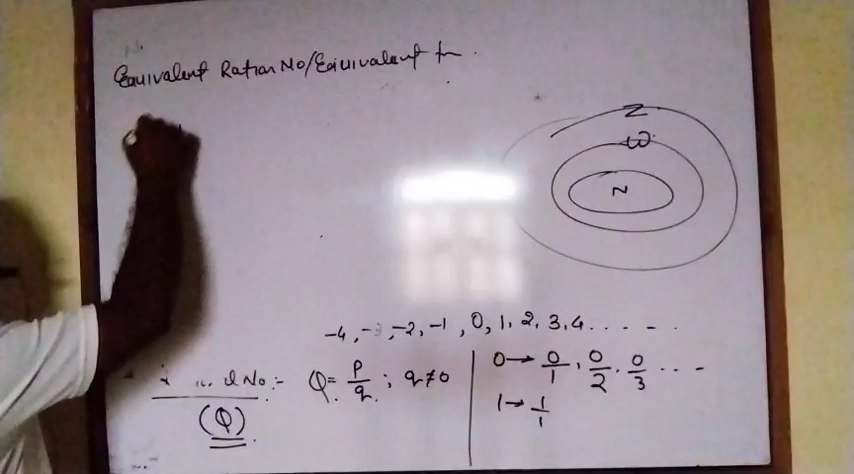 Equivalent Ration No/Equivalent fr
Z
W
N
-4, -3, -2, -1, 0, 1, 2, 3, 4. . . . - .
No :- Q = p/q ; q ≠ 0
(Q)
0 → 0/1, 0/2, 0/3 ...
1 → 1/1